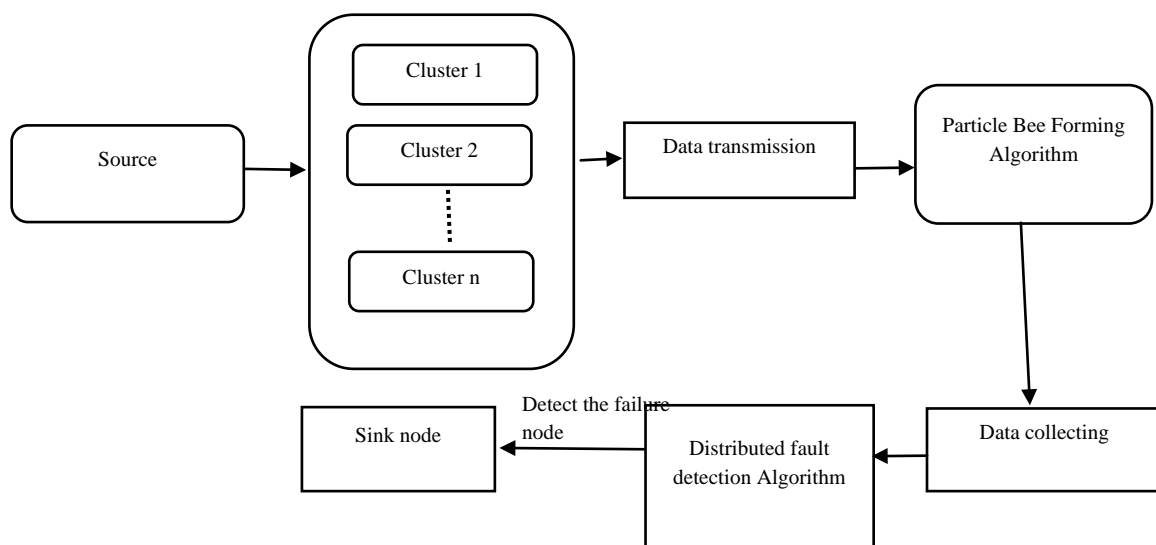 Source
Cluster 1
Cluster 2
Cluster n
Data transmission
Particle Bee Forming
Algorithm
Data collecting
Distributed fault
detection Algorithm
Detect the failure
node
Sink node